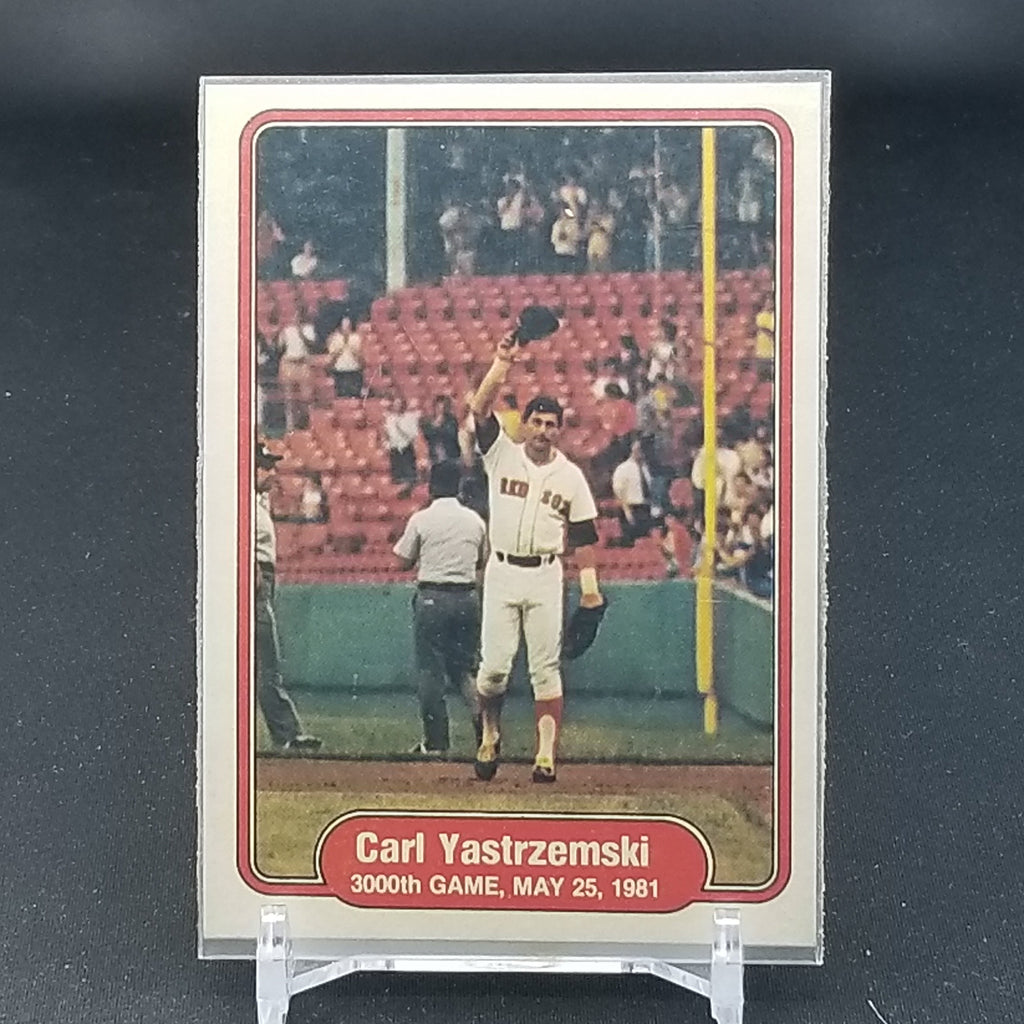 RED SOX
Carl Yastrzemski
3000th GAME, MAY 25, 1981